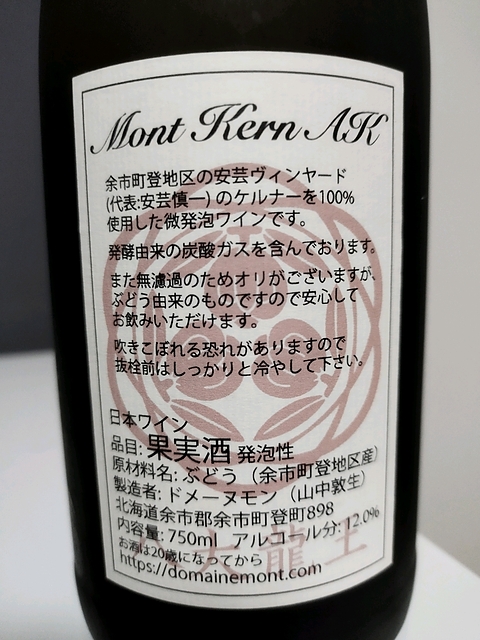 Mont Kern AK
余市町登地区の安芸ヴィンヤード
(代表:安芸慎一) のケルナーを100%
使用した微発泡ワインです。
発酵由来の炭酸ガスを含んでおります。
また無濾過のためオリがございますが、
ぶどう由来のものですので安心して
お飲みいただけます。
吹きこぼれる恐れがありますので
抜栓前はしっかりと冷やして下さい。
日本ワイン
品目: 果実酒 発泡性
原材料名: ぶどう (余市町登地区産)
製造者: ドメーヌモン (山中敦生)
北海道余市郡余市町登町898
内容量: 750ml アルコール分: 12.0%
お酒は20歳になってから
https://domainemont.com